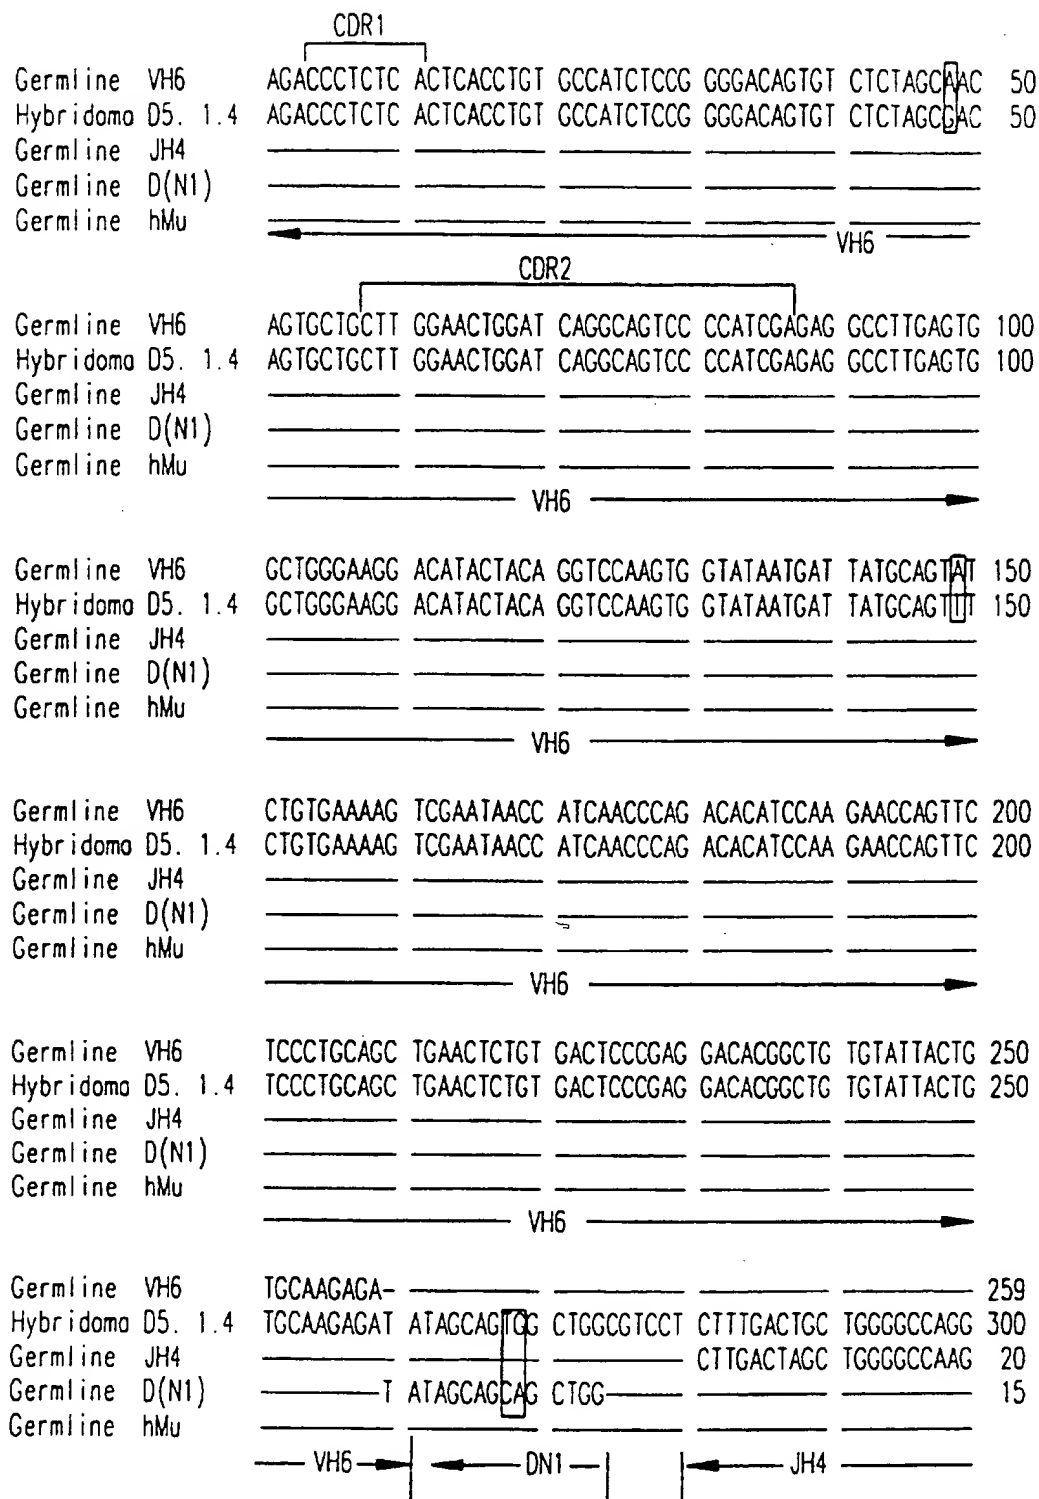 CDR1
Germline VH6 AGACCCTCTC ACTCACCTGT GCCATCTCCG GGGACAGTGT CTCTAGCAAC 50
Hybridoma D5. 1.4 AGACCCTCTC ACTCACCTGT GCCATCTCCG GGGACAGTGT CTCTAGCGAC 50
Germline JH4
Germline D(N1)
Germline hMu
VH6
CDR2
Germline VH6 AGTGCTGCTT GGAACTGGAT CAGGCAGTCC CCATCGAGAG GCCTTGAGTG 100
Hybridoma D5. 1.4 AGTGCTGCTT GGAACTGGAT CAGGCAGTCC CCATCGAGAG GCCTTGAGTG 100
Germline JH4
Germline D(N1)
Germline hMu
VH6
Germline VH6 GCTGGGAAGG ACATACTACA GGTCCAAGTG GTATAATGAT TATGCAGTAT 150
Hybridoma D5. 1.4 GCTGGGAAGG ACATACTACA GGTCCAAGTG GTATAATGAT TATGCAGTTT 150
Germline JH4
Germline D(N1)
Germline hMu
VH6
Germline VH6 CTGTGAAAAG TCGAATAACC ATCAACCCAG ACACATCCAA GAACCAGTTC 200
Hybridoma D5. 1.4 CTGTGAAAAG TCGAATAACC ATCAACCCAG ACACATCCAA GAACCAGTTC 200
Germline JH4
Germline D(N1)
Germline hMu
VH6
Germline VH6 TCCCTGCAGC TGAACTCTGT GACTCCCGAG GACACGGCTG TGTATTACTG 250
Hybridoma D5. 1.4 TCCCTGCAGC TGAACTCTGT GACTCCCGAG GACACGGCTG TGTATTACTG 250
Germline JH4
Germline D(N1)
Germline hMu
VH6
Germline VH6 TGCAAGAGA- 259
Hybridoma D5. 1.4 TGCAAGAGAT ATAGCAGTGG CTGGCGTCCT CTTTGACTGC TGGGGCCAGG 300
Germline JH4 CTTGACTAGC TGGGGCCAAG 20
Germline D(N1) T ATAGCAGCAG CTGG 15
Germline hMu
VH6 DN1 JH4